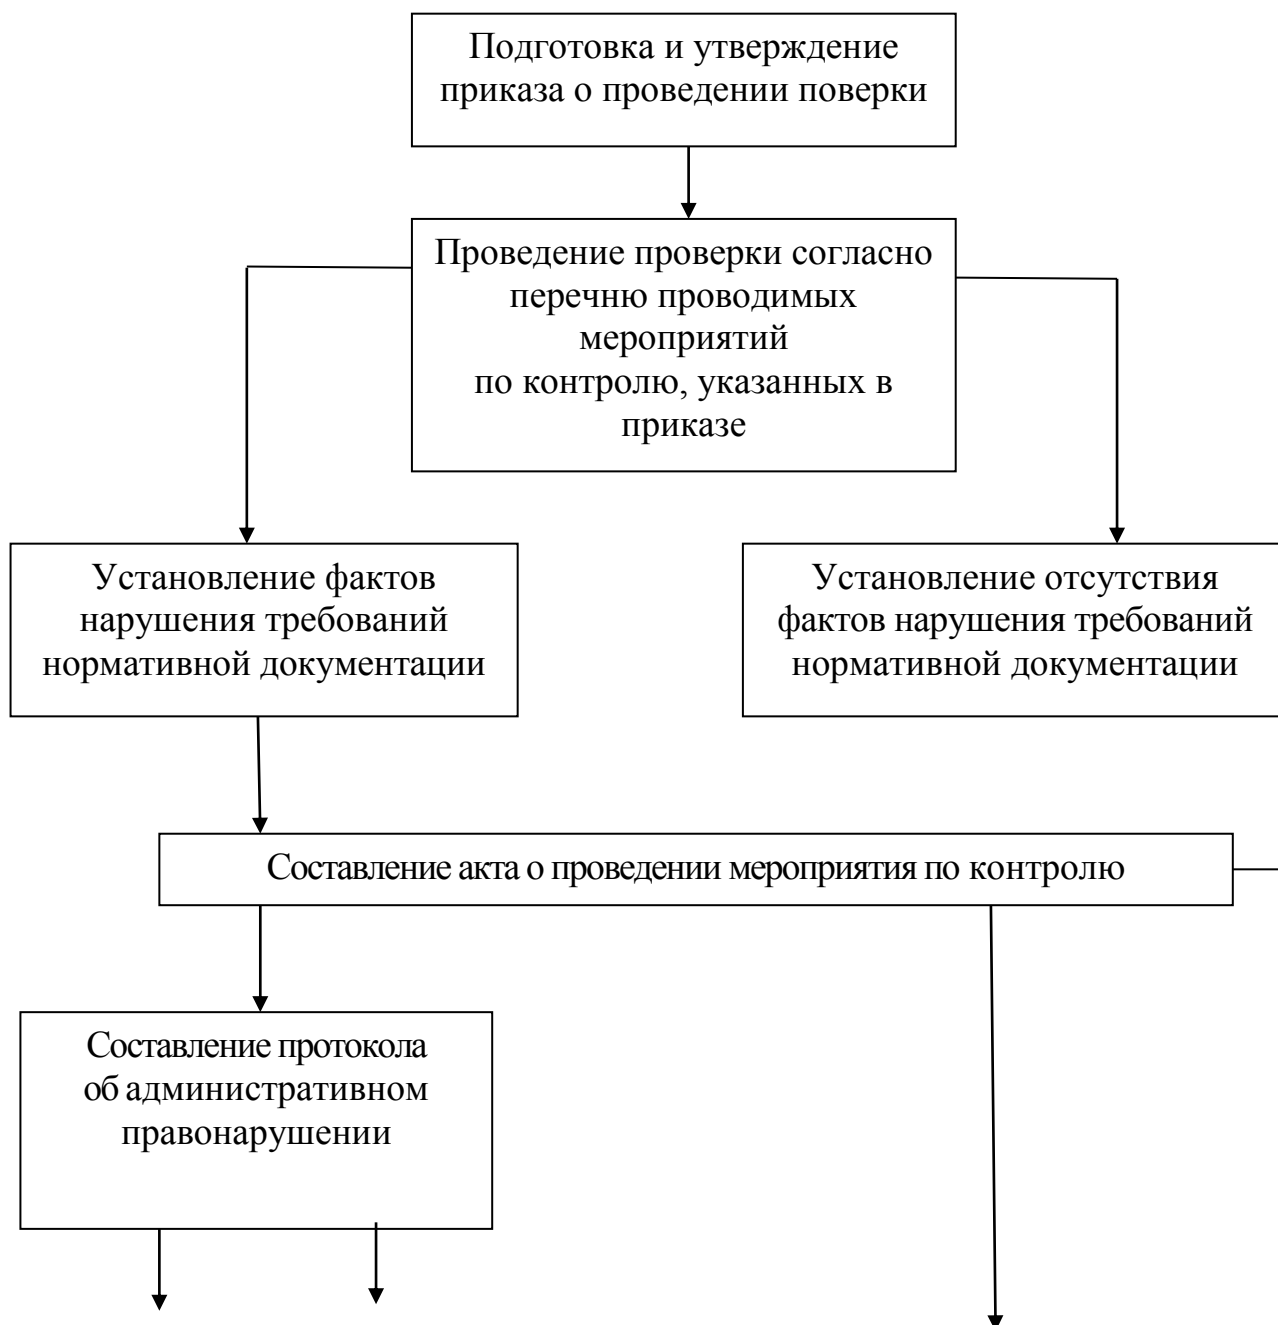 Подготовка и утверждение
приказа о проведении поверки
Проведение проверки согласно
перечню проводимых
мероприятий
по контролю, указанных в
приказе
Установление фактов
нарушения требований
нормативной документации
Установление отсутствия
фактов нарушения требований
нормативной документации
Составление акта о проведении мероприятия по контролю
Составление протокола
об административном
правонарушении